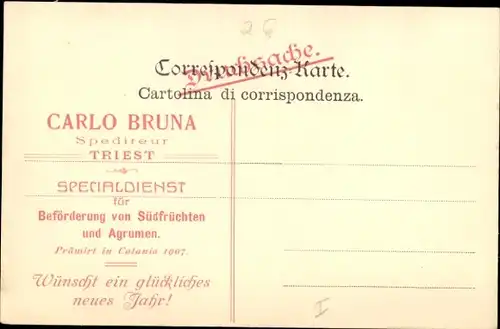 Drucksache.
Correspondenz-Karte.
Cartolina di corrispondenza.
CARLO BRUNA
Spediteur
TRIEST
SPECIALDIENST
für
Beförderung von Südfrüchten
und Agrumen.
Prämiirt in Catania 1907.
Wünscht ein glückliches
neues Jahr!
I